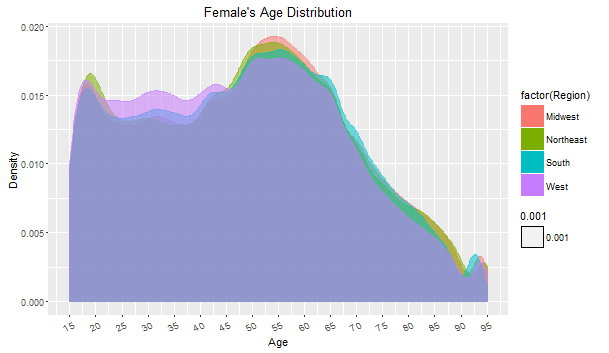 Female's Age Distribution
0.020
0.015
0.010
0.005
0.000
Density
15 20 25 30 35 40 45 50 55 60 65 70 75 80 85 90 95
Age
factor(Region)
Midwest
Northeast
South
West
0.001
0.001